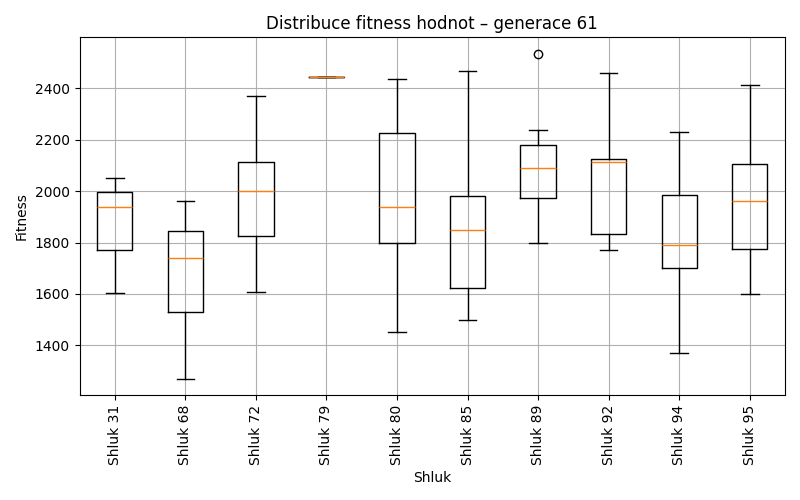 Distribuce fitness hodnot – generace 61
Fitness
2400
2200
2000
1800
1600
1400
Shluk 31
Shluk 68
Shluk 72
Shluk 79
Shluk 80
Shluk 85
Shluk 89
Shluk 92
Shluk 94
Shluk 95
Shluk